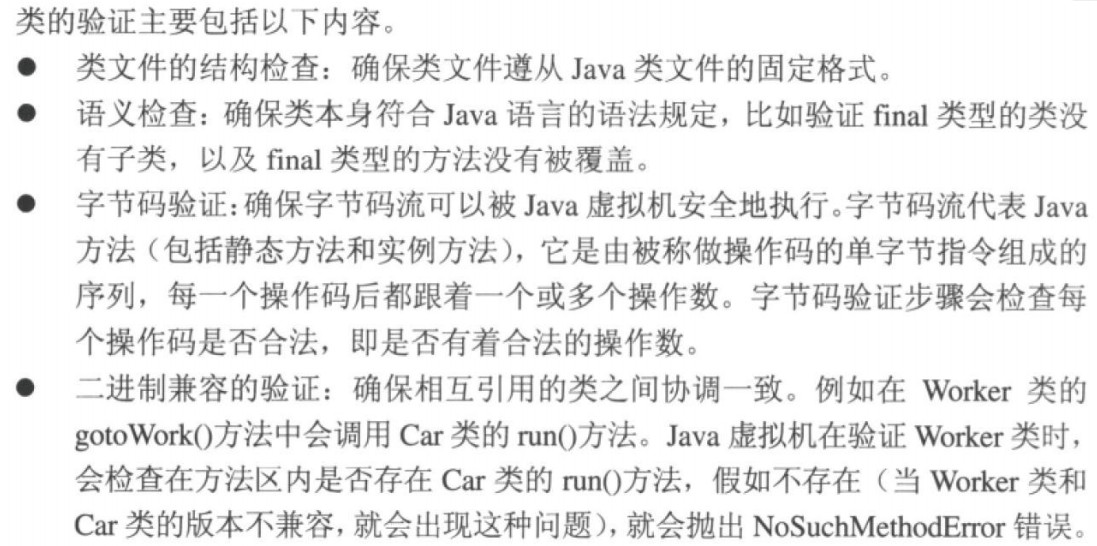 类的验证主要包括以下内容。
● 类文件的结构检查：确保类文件遵从 Java 类文件的固定格式。
● 语义检查：确保类本身符合 Java 语言的语法规定，比如验证 final 类型的类没
有子类，以及 final 类型的方法没有被覆盖。
● 字节码验证：确保字节码流可以被 Java 虚拟机安全地执行。字节码流代表 Java
方法（包括静态方法和实例方法），它是由被称做操作码的单字节指令组成的
序列，每一个操作码后都跟着一个或多个操作数。字节码验证步骤会检查每
个操作码是否合法，即是否有着合法的操作数。
● 二进制兼容的验证：确保相互引用的类之间协调一致。例如在 Worker 类的
gotoWork()方法中会调用 Car 类的 run()方法。Java 虚拟机在验证 Worker 类时，
会检查在方法区内是否存在 Car 类的 run()方法，假如不存在（当 Worker 类和
Car 类的版本不兼容，就会出现这种问题），就会抛出 NoSuchMethodError 错误。